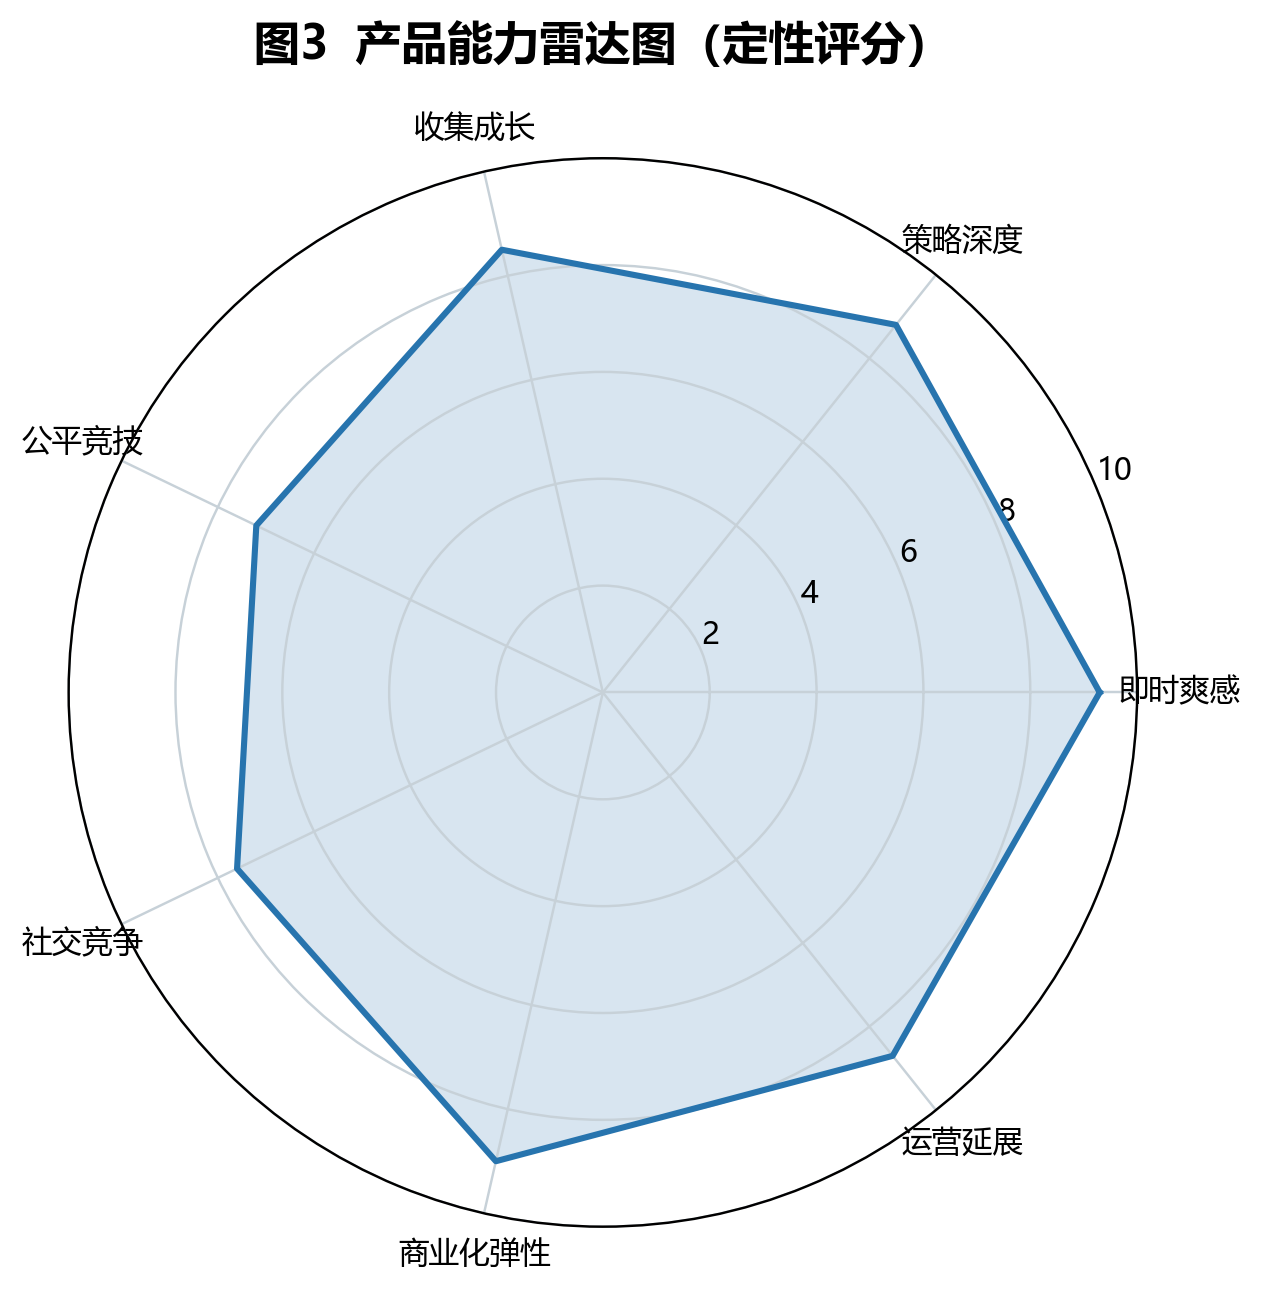 图3 产品能力雷达图（定性评分）
收集成长
策略深度
公平竞技
10
8
6
4
2
即时爽感
社交竞争
运营延展
商业化弹性